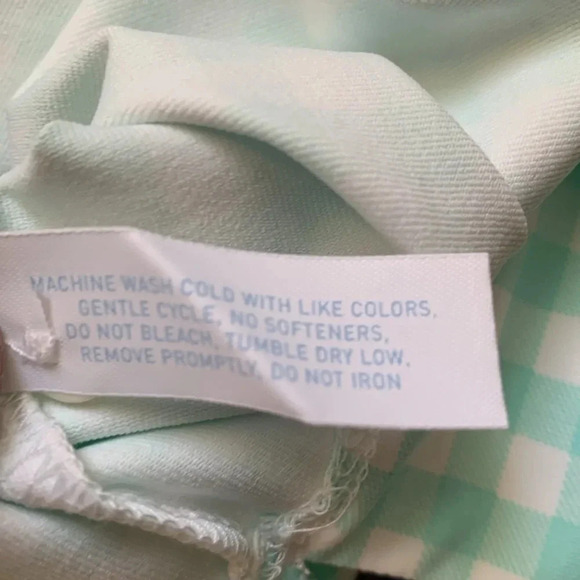 MACHINE WASH COLD WITH LIKE COLORS,
GENTLE CYCLE, NO SOFTENERS,
DO NOT BLEACH, TUMBLE DRY LOW,
REMOVE PROMPTLY, DO NOT IRON